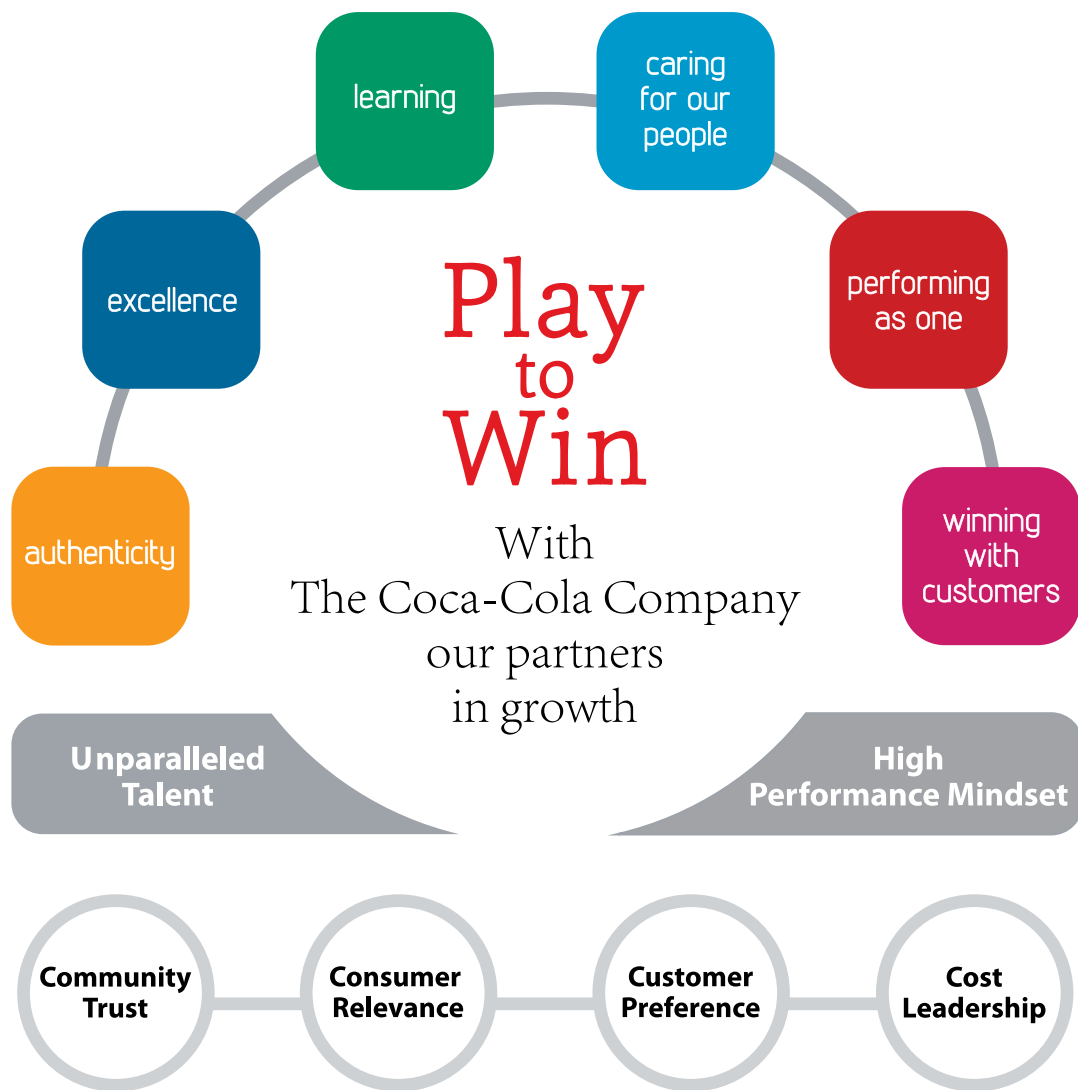 learning
caring
for our
people
excellence
performing
as one
authenticity
winning
with
customers
Play
to
Win
With
The Coca-Cola Company
our partners
in growth
Unparalleled
Talent
High
Performance Mindset
Community
Trust
Consumer
Relevance
Customer
Preference
Cost
Leadership